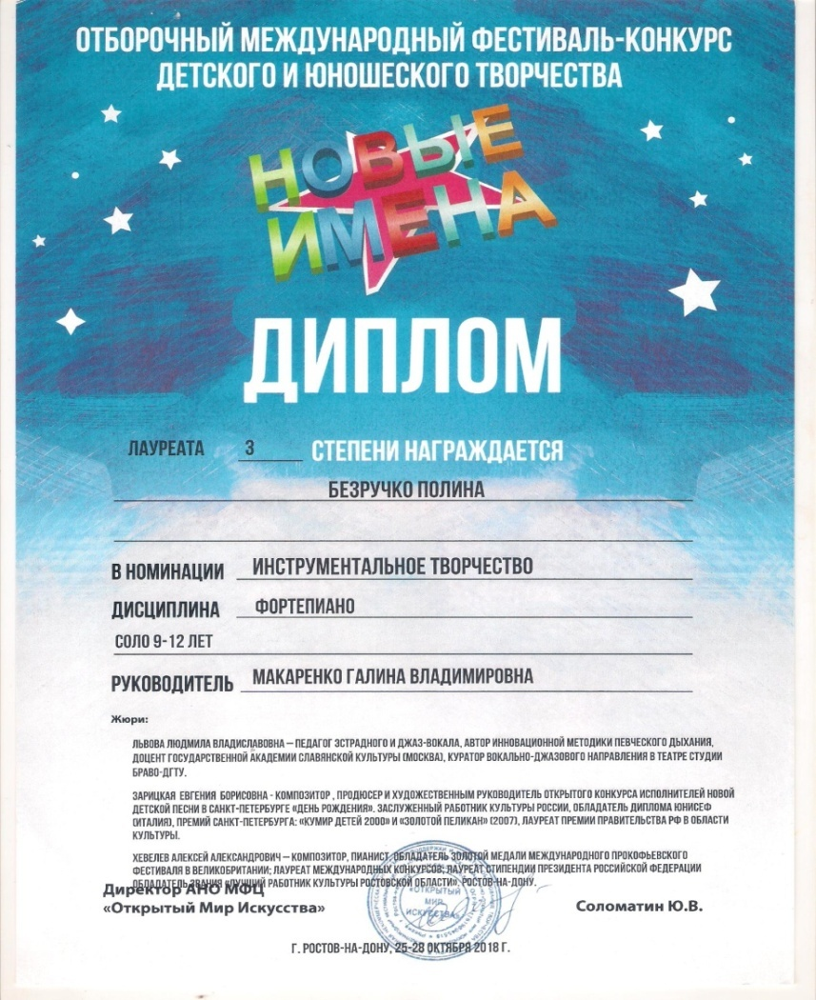 ОТБОРОЧНЫЙ МЕЖДУНАРОДНЫЙ ФЕСТИВАЛЬ-КОНКУРС
ДЕТСКОГО И ЮНОШЕСКОГО ТВОРЧЕСТВА
НОВЫЕ
ИМЕНА
ДИПЛОМ
ЛАУРЕАТА 3 СТЕПЕНИ НАГРАЖДАЕТСЯ
БЕЗРУЧКО ПОЛИНА
В НОМИНАЦИИ ИНСТРУМЕНТАЛЬНОЕ ТВОРЧЕСТВО
ДИСЦИПЛИНА ФОРТЕПИАНО
СОЛО 9-12 ЛЕТ
РУКОВОДИТЕЛЬ МАКАРЕНКО ГАЛИНА ВЛАДИМИРОВНА
Жюри:
ЛЬВОВА ЛЮДМИЛА ВЛАДИСЛАВОВНА – ПЕДАГОГ ЭСТРАДНОГО И ДЖАЗ-ВОКАЛА, АВТОР ИННОВАЦИОННОЙ МЕТОДИКИ ПЕВЧЕСКОГО ДЫХАНИЯ,
ДОЦЕНТ ГОСУДАРСТВЕННОЙ АКАДЕМИИ СЛАВЯНСКОЙ КУЛЬТУРЫ (МОСКВА), КУРАТОР ВОКАЛЬНО-ДЖАЗОВОГО НАПРАВЛЕНИЯ В ТЕАТРЕ СТУДИИ
БРАВО-ДГТУ.
ЗАРИЦКАЯ ЕВГЕНИЯ БОРИСОВНА - КОМПОЗИТОР , ПРОДЮСЕР И ХУДОЖЕСТВЕННЫМ РУКОВОДИТЕЛЬ ОТКРЫТОГО КОНКУРСА ИСПОЛНИТЕЛЕЙ НОВОЙ
ДЕТСКОЙ ПЕСНИ В САНКТ-ПЕТЕРБУРГЕ «ДЕНЬ РОЖДЕНИЯ». ЗАСЛУЖЕННЫЙ РАБОТНИК КУЛЬТУРЫ РОССИИ, ОБЛАДАТЕЛЬ ДИПЛОМА ЮНИСЕФ
(ИТАЛИЯ), ПРЕМИЙ САНКТ-ПЕТЕРБУРГА: «КУМИР ДЕТЕЙ 2000» И «ЗОЛОТОЙ ПЕЛИКАН» (2007), ЛАУРЕАТ ПРЕМИИ ПРАВИТЕЛЬСТВА РФ В ОБЛАСТИ
КУЛЬТУРЫ.
ХЕВЕЛЕВ АЛЕКСЕЙ АЛЕКСАНДРОВИЧ – КОМПОЗИТОР, ПИАНИСТ, ОБЛАДАТЕЛЬ ЗОЛОТОЙ МЕДАЛИ МЕЖДУНАРОДНОГО ПРОКОФЬЕВСКОГО
ФЕСТИВАЛЯ В ВЕЛИКОБРИТАНИИ; ЛАУРЕАТ МЕЖДУНАРОДНЫХ КОНКУРСОВ; ЛАУРЕАТ СТИПЕНДИИ ПРЕЗИДЕНТА РОССИЙСКОЙ ФЕДЕРАЦИИ
ОБЛАДАТЕЛЬ ЗВАНИЯ «ЛУЧШИЙ РАБОТНИК КУЛЬТУРЫ РОСТОВСКОЙ ОБЛАСТИ», РОСТОВ-НА-ДОНУ.
Директор АНО МФЦ
«Открытый Мир Искусства»
«ОТКРЫТЫЙ
МИР
ИСКУССТВА»
Соломатин Ю.В.
Г. РОСТОВ-НА-ДОНУ, 25-28 ОКТЯБРЯ 2018 Г.